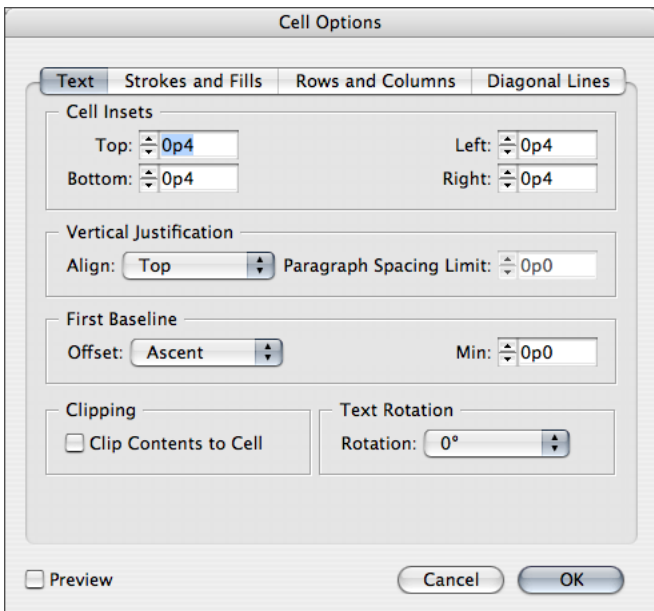 Cell Options
Text Strokes and Fills Rows and Columns Diagonal Lines
Cell Insets
Top: 0p4 Left: 0p4
Bottom: 0p4 Right: 0p4
Vertical Justification
Align: Top Paragraph Spacing Limit: 0p0
First Baseline
Offset: Ascent Min: 0p0
Clipping Text Rotation
Clip Contents to Cell Rotation: 0°
Preview Cancel OK